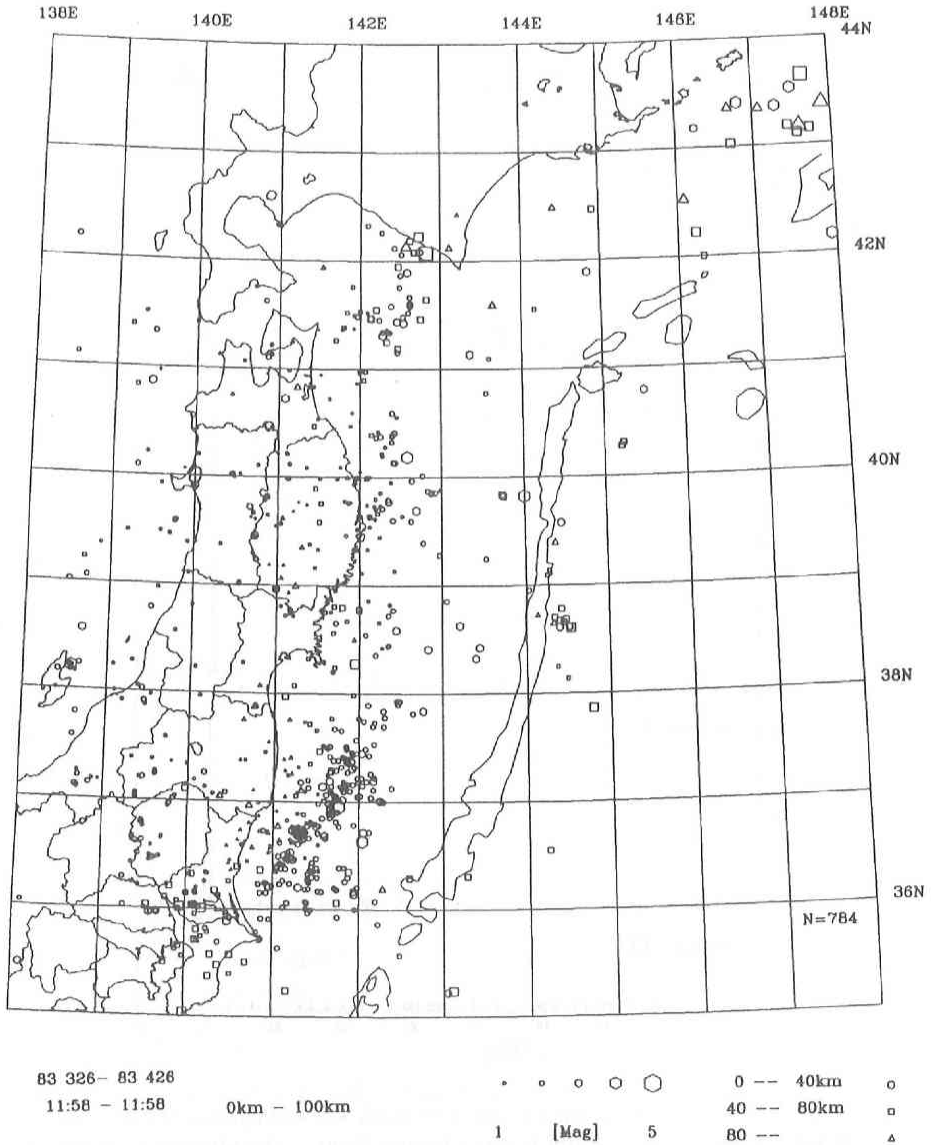 138E 140E 142E 144E 146E 148E
44N
42N
40N
38N
36N
N=784
83 326- 83 426
11:58 - 11:58 0km - 100km
1 [Mag] 5
0 -- 40km
40 -- 80km
80 --